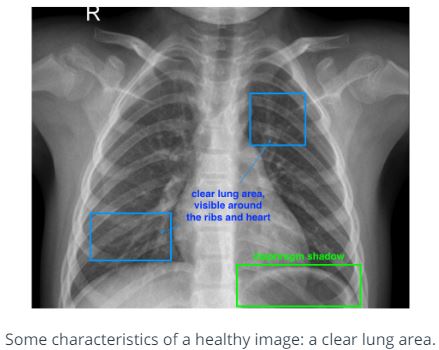 R
clear lung area,
visible around
the ribs and heart
diaphragm shadow
Some characteristics of a healthy image: a clear lung area.